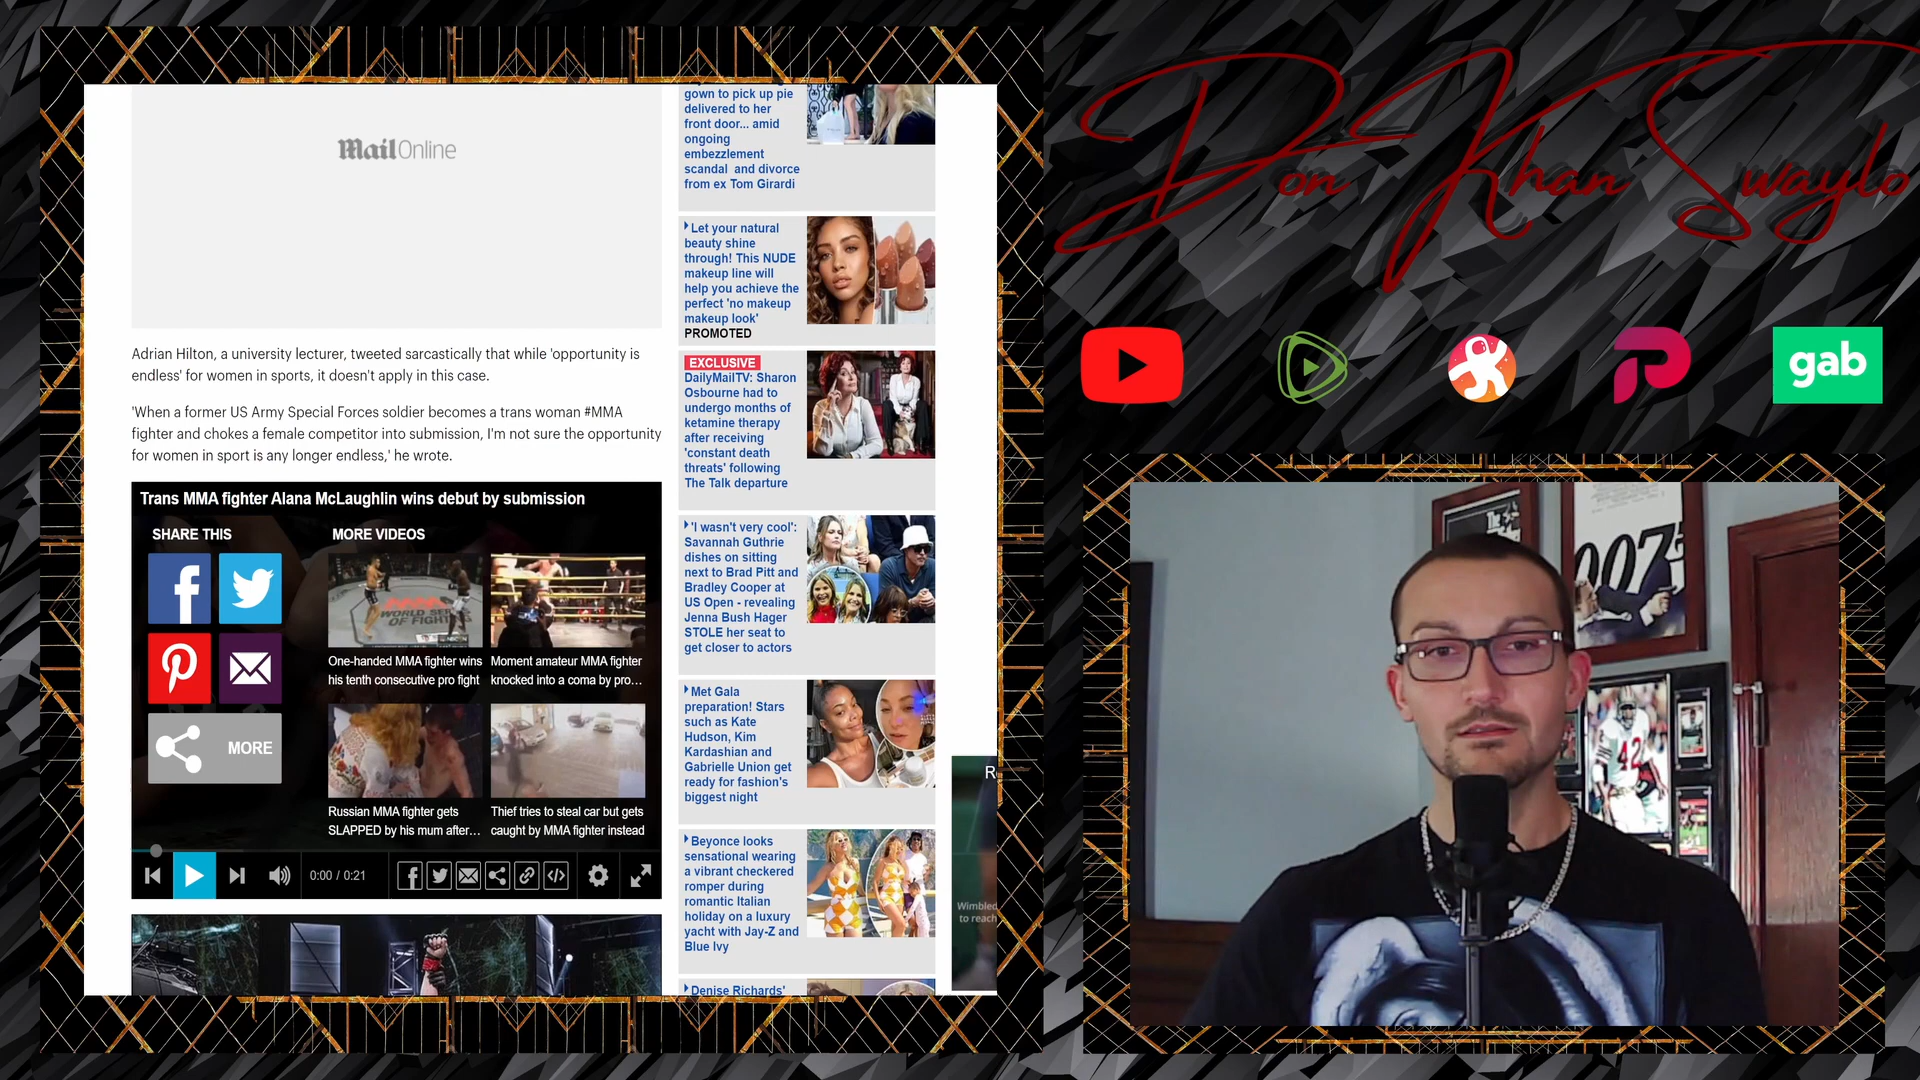 MailOnline
Adrian Hilton, a university lecturer, tweeted sarcastically that while 'opportunity is
endless' for women in sports, it doesn't apply in this case.
'When a former US Army Special Forces soldier becomes a trans woman #MMA
fighter and chokes a female competitor into submission, I'm not sure the opportunity
for women in sport is any longer endless,' he wrote.
Trans MMA fighter Alana McLaughlin wins debut by submission
SHARE THIS
MORE VIDEOS
MORE
WORLD SERIES
OF FIGHTING
One-handed MMA fighter wins
his tenth consecutive pro fight
Moment amateur MMA fighter
knocked into a coma by pro...
Russian MMA fighter gets
SLAPPED by his mum after...
Thief tries to steal car but gets
caught by MMA fighter instead
0:00 / 0:21
gown to pick up pie
delivered to her
front door... amid
ongoing
embezzlement
scandal and divorce
from ex Tom Girardi
Let your natural
beauty shine
through! This NUDE
makeup line will
help you achieve the
perfect 'no makeup
makeup look'
PROMOTED
EXCLUSIVE
DailyMailTV: Sharon
Osbourne had to
undergo months of
ketamine therapy
after receiving
'constant death
threats' following
The Talk departure
'I wasn't very cool':
Savannah Guthrie
dishes on sitting
next to Brad Pitt and
Bradley Cooper at
US Open - revealing
Jenna Bush Hager
STOLE her seat to
get closer to actors
Met Gala
preparation! Stars
such as Kate
Hudson, Kim
Kardashian and
Gabrielle Union get
ready for fashion's
biggest night
Beyonce looks
sensational wearing
a vibrant checkered
romper during
romantic Italian
holiday on a luxury
yacht with Jay-Z and
Blue Ivy
Denise Richards'
R
Wimbled
to reach
Don Khan Swaylo
gab
007
42